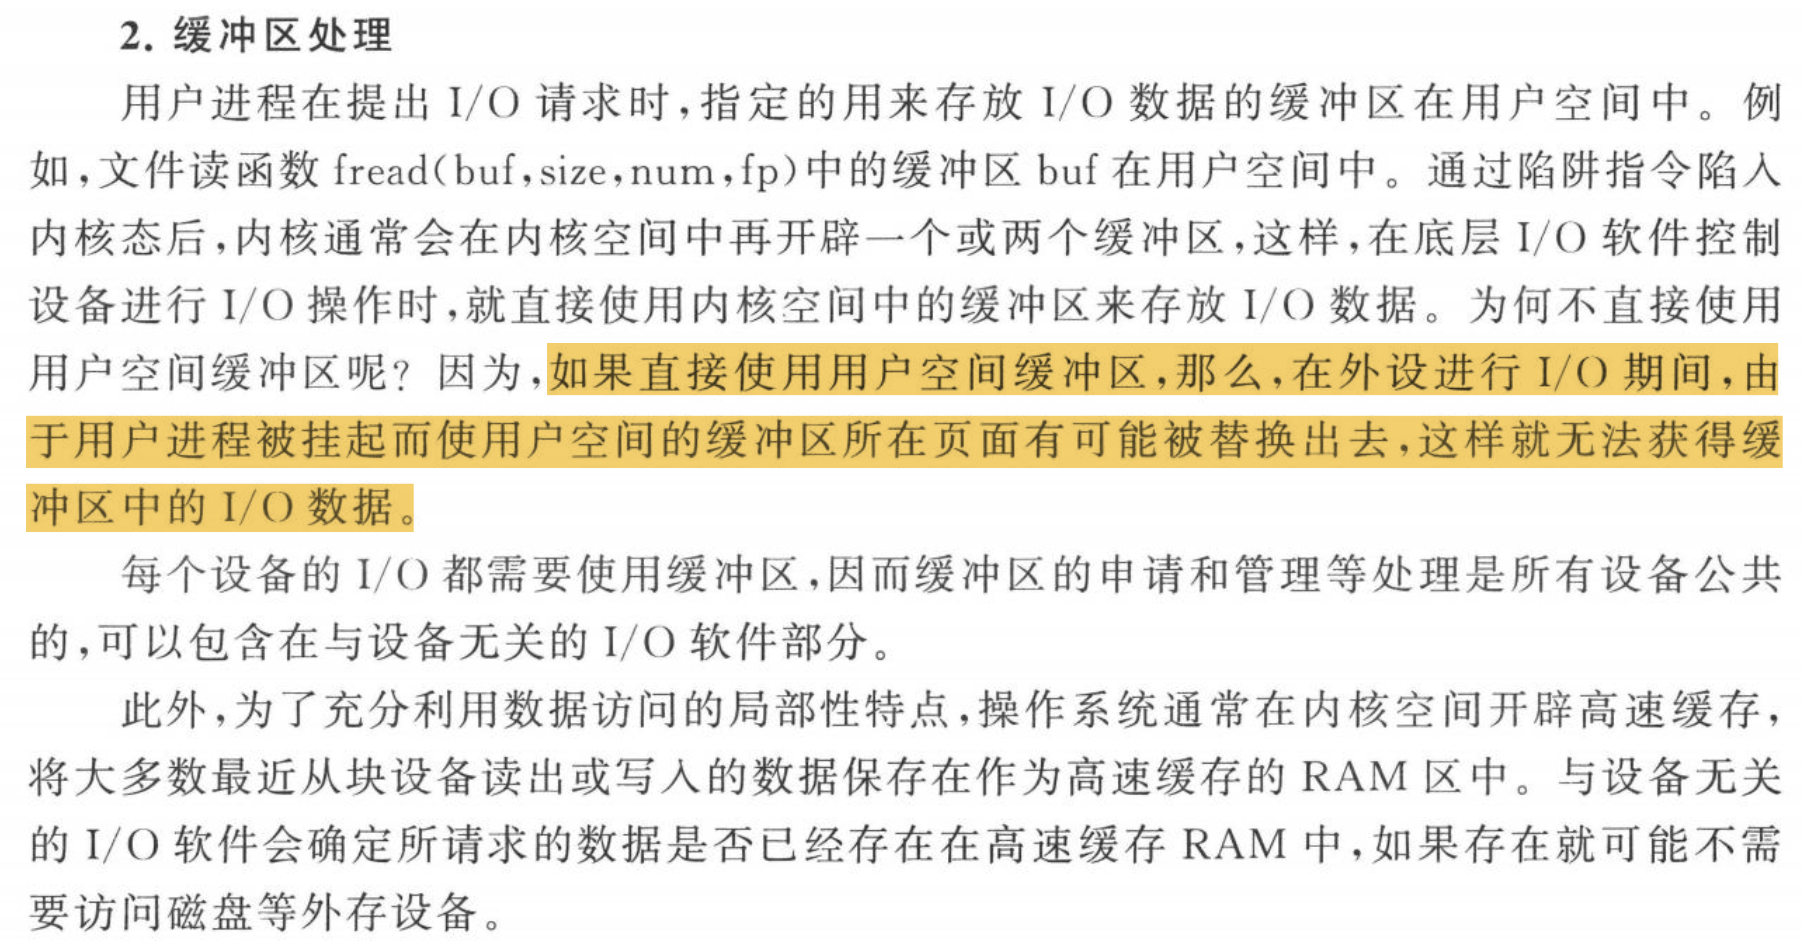 2. 缓冲区处理
用户进程在提出 I/O 请求时,指定的用来存放 I/O 数据的缓冲区在用户空间中。例
如,文件读函数 fread(buf,size,num,fp)中的缓冲区 buf 在用户空间中。通过陷阱指令陷入
内核态后,内核通常会在内核空间中再开辟一个或两个缓冲区,这样,在底层 I/O 软件控制
设备进行 I/O 操作时,就直接使用内核空间中的缓冲区来存放 I/O 数据。为何不直接使用
用户空间缓冲区呢? 因为,如果直接使用用户空间缓冲区,那么,在外设进行 I/O 期间,由
于用户进程被挂起而使用户空间的缓冲区所在页面有可能被替换出去,这样就无法获得缓
冲区中的 I/O 数据。
每个设备的 I/O 都需要使用缓冲区,因而缓冲区的申请和管理等处理是所有设备公共
的,可以包含在与设备无关的 I/O 软件部分。
此外,为了充分利用数据访问的局部性特点,操作系统通常在内核空间开辟高速缓存,
将大多数最近从块设备读出或写入的数据保存在作为高速缓存的 RAM 区中。与设备无关
的 I/O 软件会确定所请求的数据是否已经存在在高速缓存 RAM 中,如果存在就可能不需
要访问磁盘等外存设备。